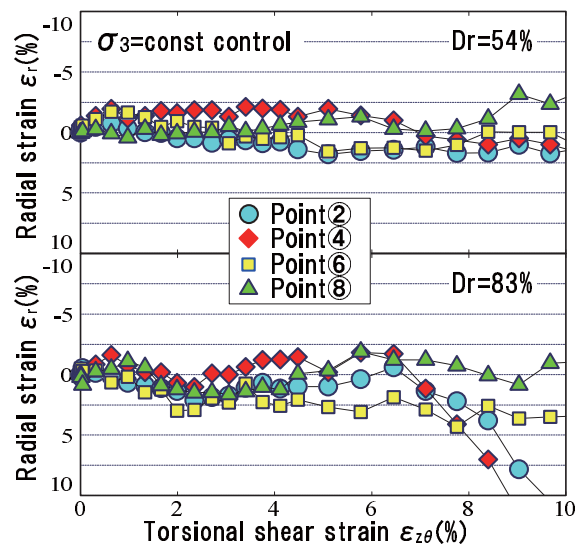 σ3=const control
Dr=54%
Radial strain εr(%)
-10
-5
0
5
10
Point②
Point④
Point⑥
Point⑧
Dr=83%
Radial strain εr(%)
-10
-5
0
5
10
0
2
4
6
8
10
Torsional shear strain εzθ(%)